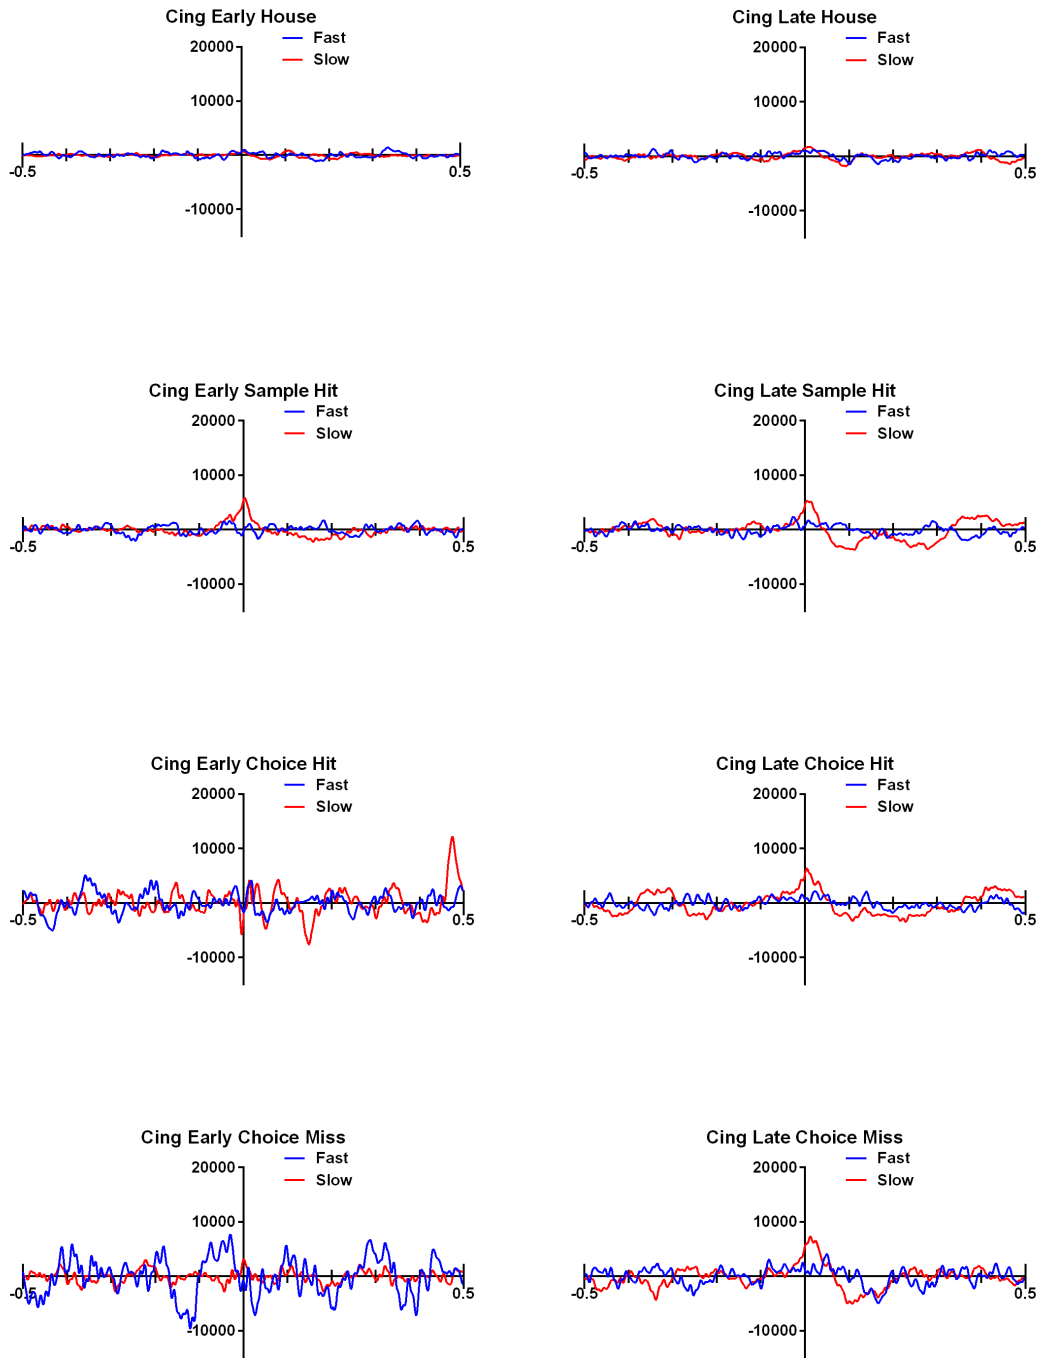 Cing Early House
Fast
Slow
20000
10000
-0.5
0.5
-10000
Cing Late House
Fast
Slow
20000
10000
-0.5
0.5
-10000
Cing Early Sample Hit
Fast
Slow
20000
10000
-0.5
0.5
-10000
Cing Late Sample Hit
Fast
Slow
20000
10000
-0.5
0.5
-10000
Cing Early Choice Hit
Fast
Slow
20000
10000
-0.5
0.5
-10000
Cing Late Choice Hit
Fast
Slow
20000
10000
-0.5
0.5
-10000
Cing Early Choice Miss
Fast
Slow
20000
10000
-0.5
0.5
-10000
Cing Late Choice Miss
Fast
Slow
20000
10000
-0.5
0.5
-10000